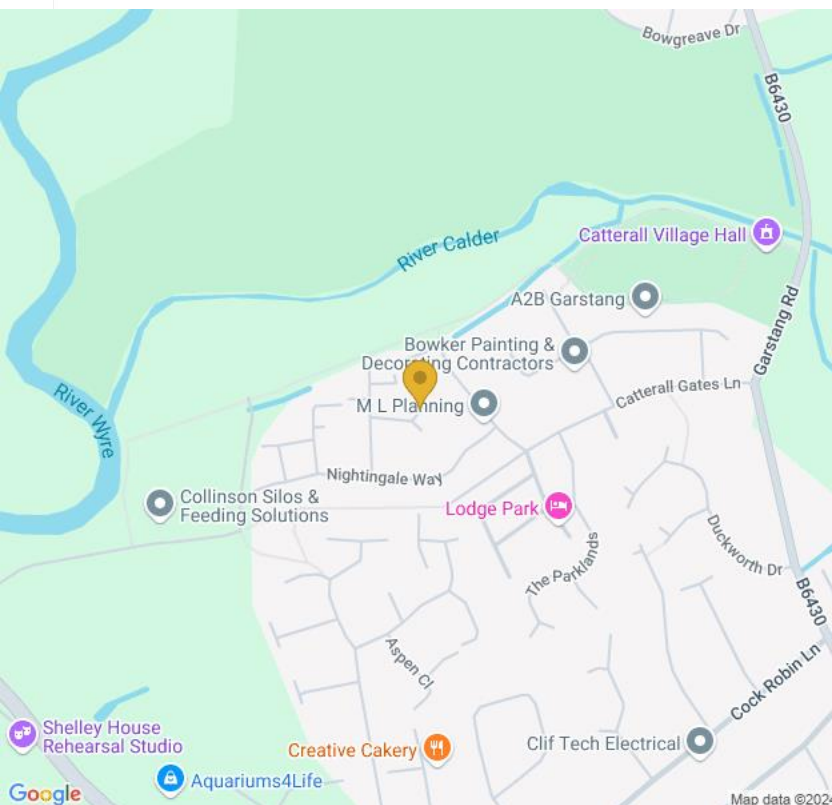 Bowgreave Dr
B6430
River Calder
Catterall Village Hall
A2B Garstang
Garstang Rd
Bowker Painting &
Decorating Contractors
M L Planning
Catterall Gates Ln
River Wyre
Nightingale Way
Collinson Silos &
Feeding Solutions
Lodge Park
Duckworth Dr
The Parklands
B6430
Aspen Cl
Cock Robin Ln
Shelley House
Rehearsal Studio
Creative Cakery
Clif Tech Electrical
Aquariums4Life
Google
Map data ©2024